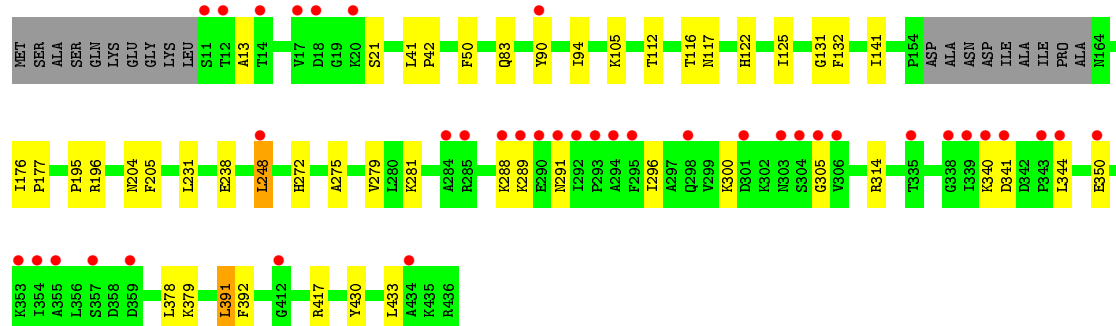 MET SER ALA SER GLN LYS GLU GLY LYS LEU S11 T12 A13 T14 V17 D18 G19 K20 S21 L41 P42 F50 Q83 Y90 I94 K105 T112 T116 N117 H122 I125 G131 F132 I141 P154 ASP ALA ASN ASP ILE ALA ILE PRO ALA N164
I176 P177 P195 R196 N204 F205 L231 E238 L248 H272 A275 V279 L280 K281 A284 R285 K288 K289 E290 N291 I292 P293 A294 F295 I296 A297 Q298 V299 K300 D301 K302 N303 S304 G305 V306 R314 T335 G338 I339 K340 D341 D342 P343 L344 E350
K353 I354 A355 L356 S357 D358 D359 L378 K379 L391 F392 G412 R417 Y430 L433 A434 K435 R436